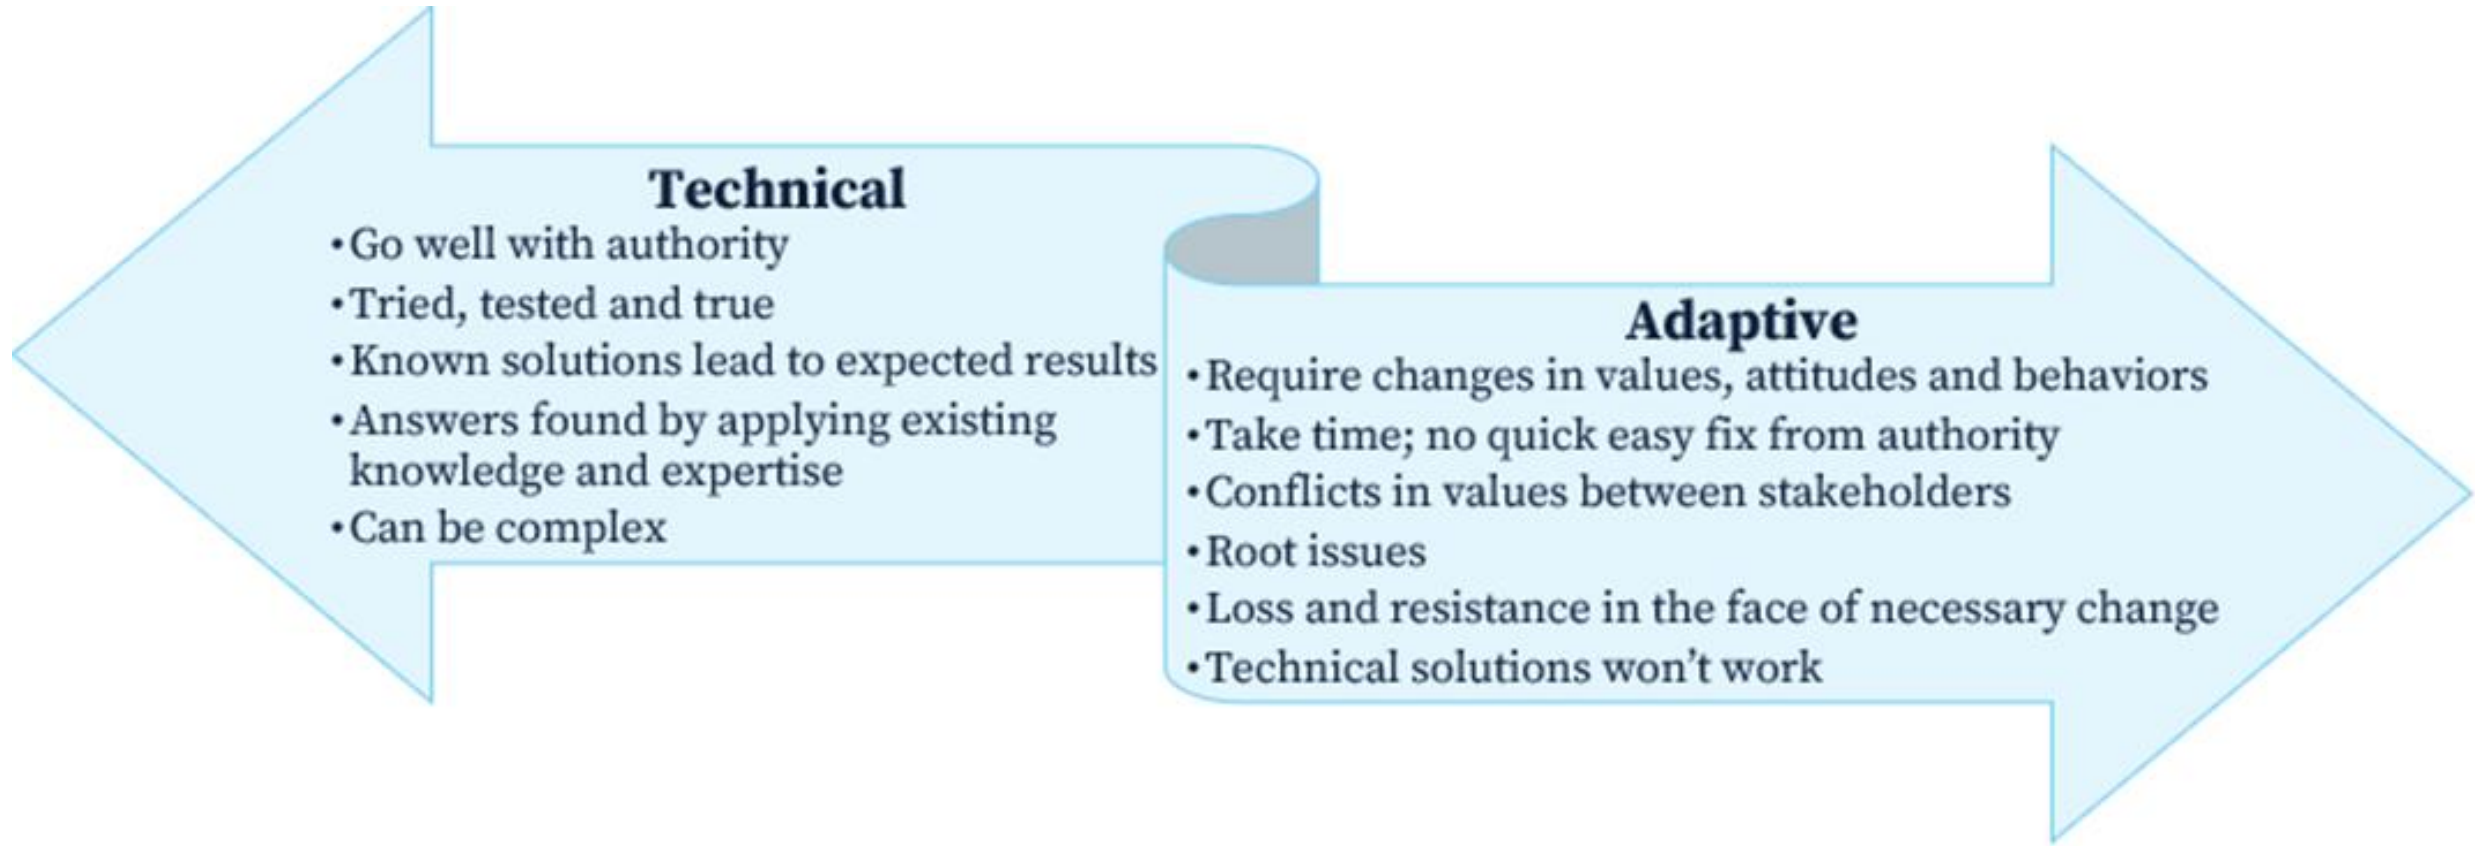 Technical
•Go well with authority
•Tried, tested and true
•Known solutions lead to expected results
•Answers found by applying existing
knowledge and expertise
•Can be complex
Adaptive
•Require changes in values, attitudes and behaviors
•Take time; no quick easy fix from authority
•Conflicts in values between stakeholders
•Root issues
•Loss and resistance in the face of necessary change
•Technical solutions won’t work